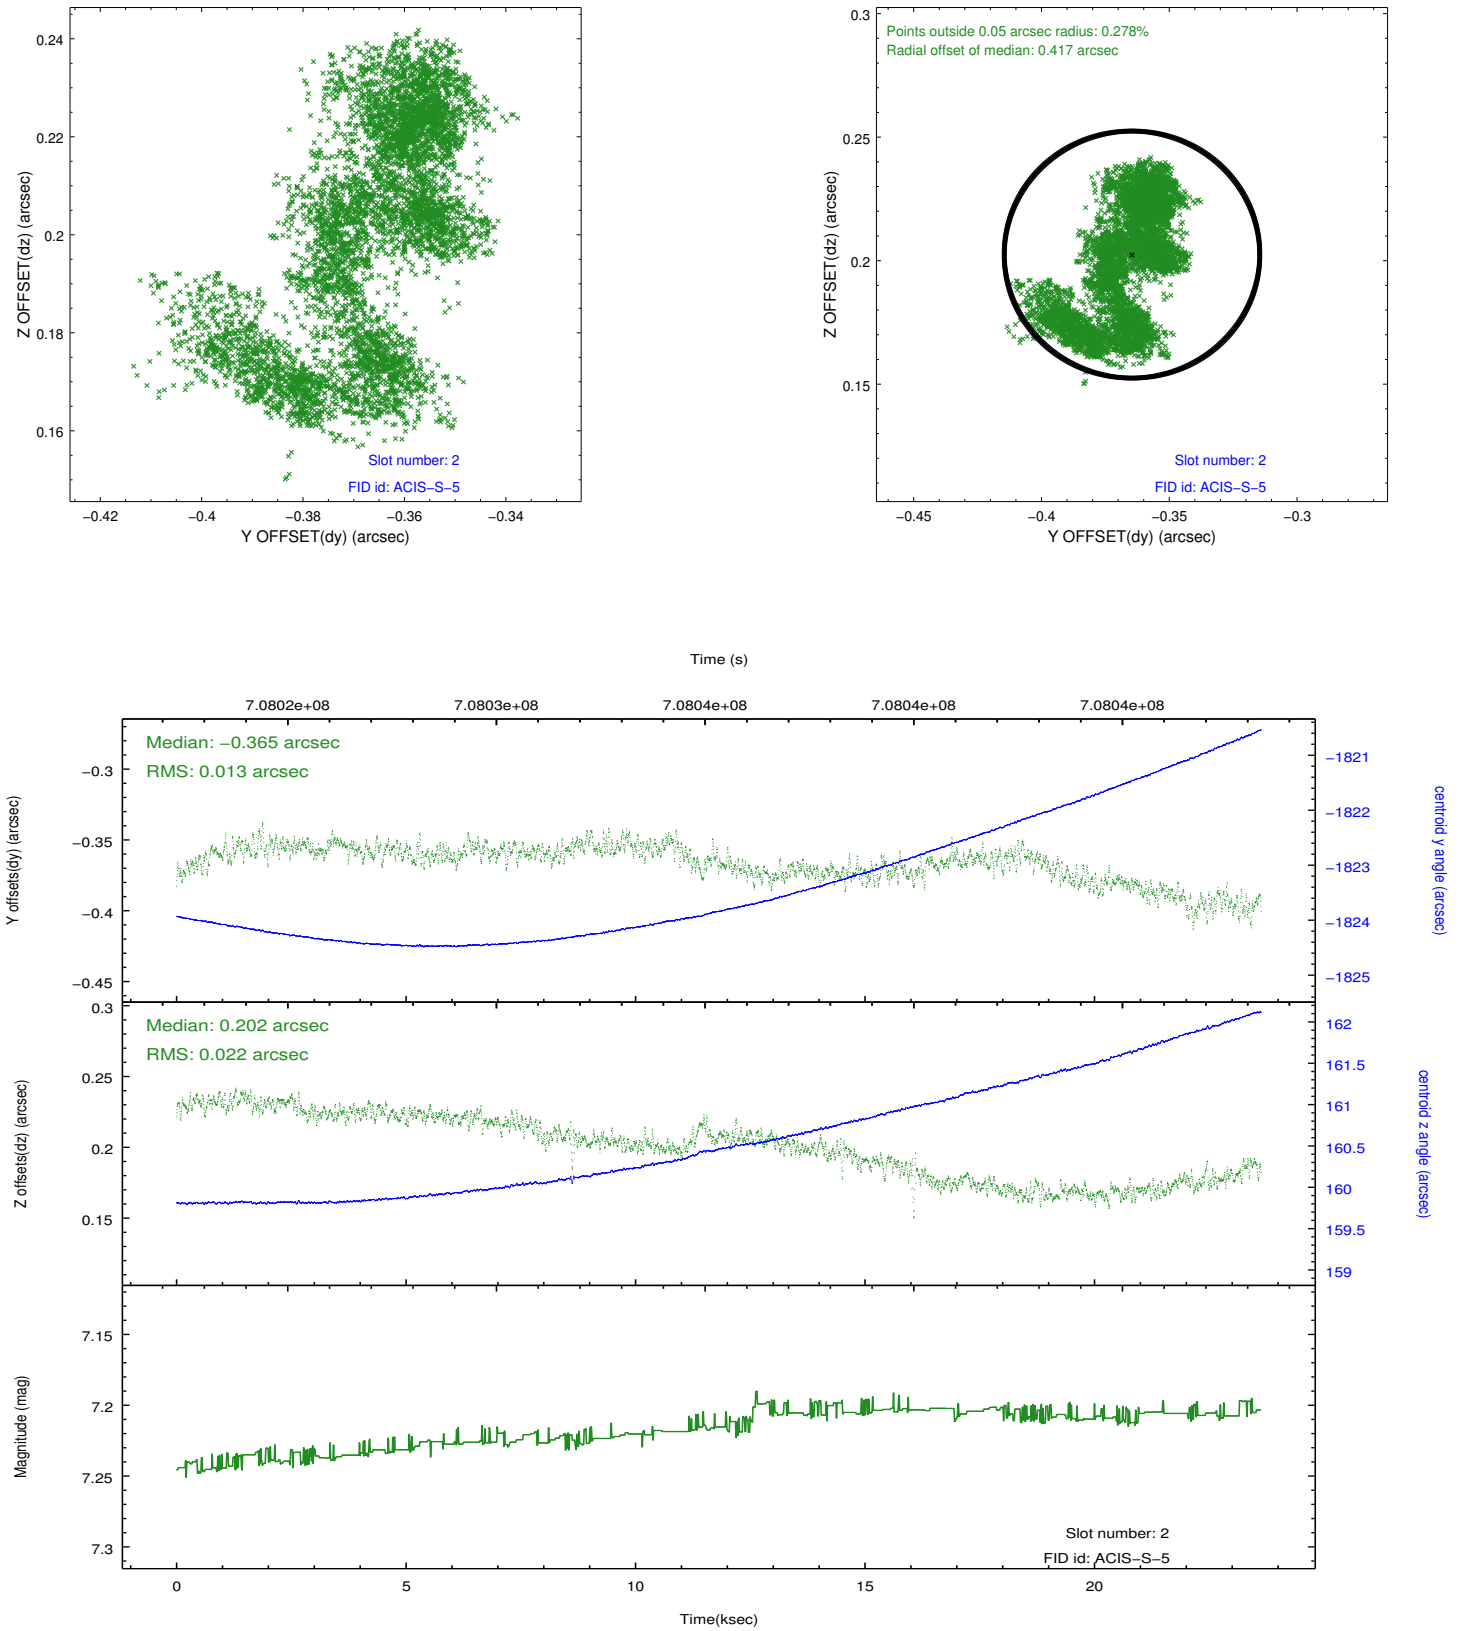 0.24
0.22
0.2
0.18
0.16
Z OFFSET(dz) (arcsec)
Slot number: 2
FID id: ACIS−S−5
−0.42 −0.4 −0.38 −0.36 −0.34
Y OFFSET(dy) (arcsec)
Points outside 0.05 arcsec radius: 0.278%
Radial offset of median: 0.417 arcsec
0.3
0.25
0.2
0.15
Z OFFSET(dz) (arcsec)
Slot number: 2
FID id: ACIS−S−5
−0.45 −0.4 −0.35 −0.3
Y OFFSET(dy) (arcsec)
Time (s)
7.0802e+08 7.0803e+08 7.0804e+08 7.0804e+08 7.0804e+08
Median: −0.365 arcsec
RMS: 0.013 arcsec
−0.3
−0.35
−0.4
−0.45
Y offsets(dy) (arcsec)
−1821
−1822
−1823
−1824
−1825
centroid y angle (arcsec)
Median: 0.202 arcsec
RMS: 0.022 arcsec
0.3
0.25
0.2
0.15
Z offsets(dz) (arcsec)
162
161.5
161
160.5
160
159.5
159
centroid z angle (arcsec)
7.15
7.2
7.25
7.3
Magnitude (mag)
Slot number: 2
FID id: ACIS−S−5
0 5 10 15 20
Time(ksec)